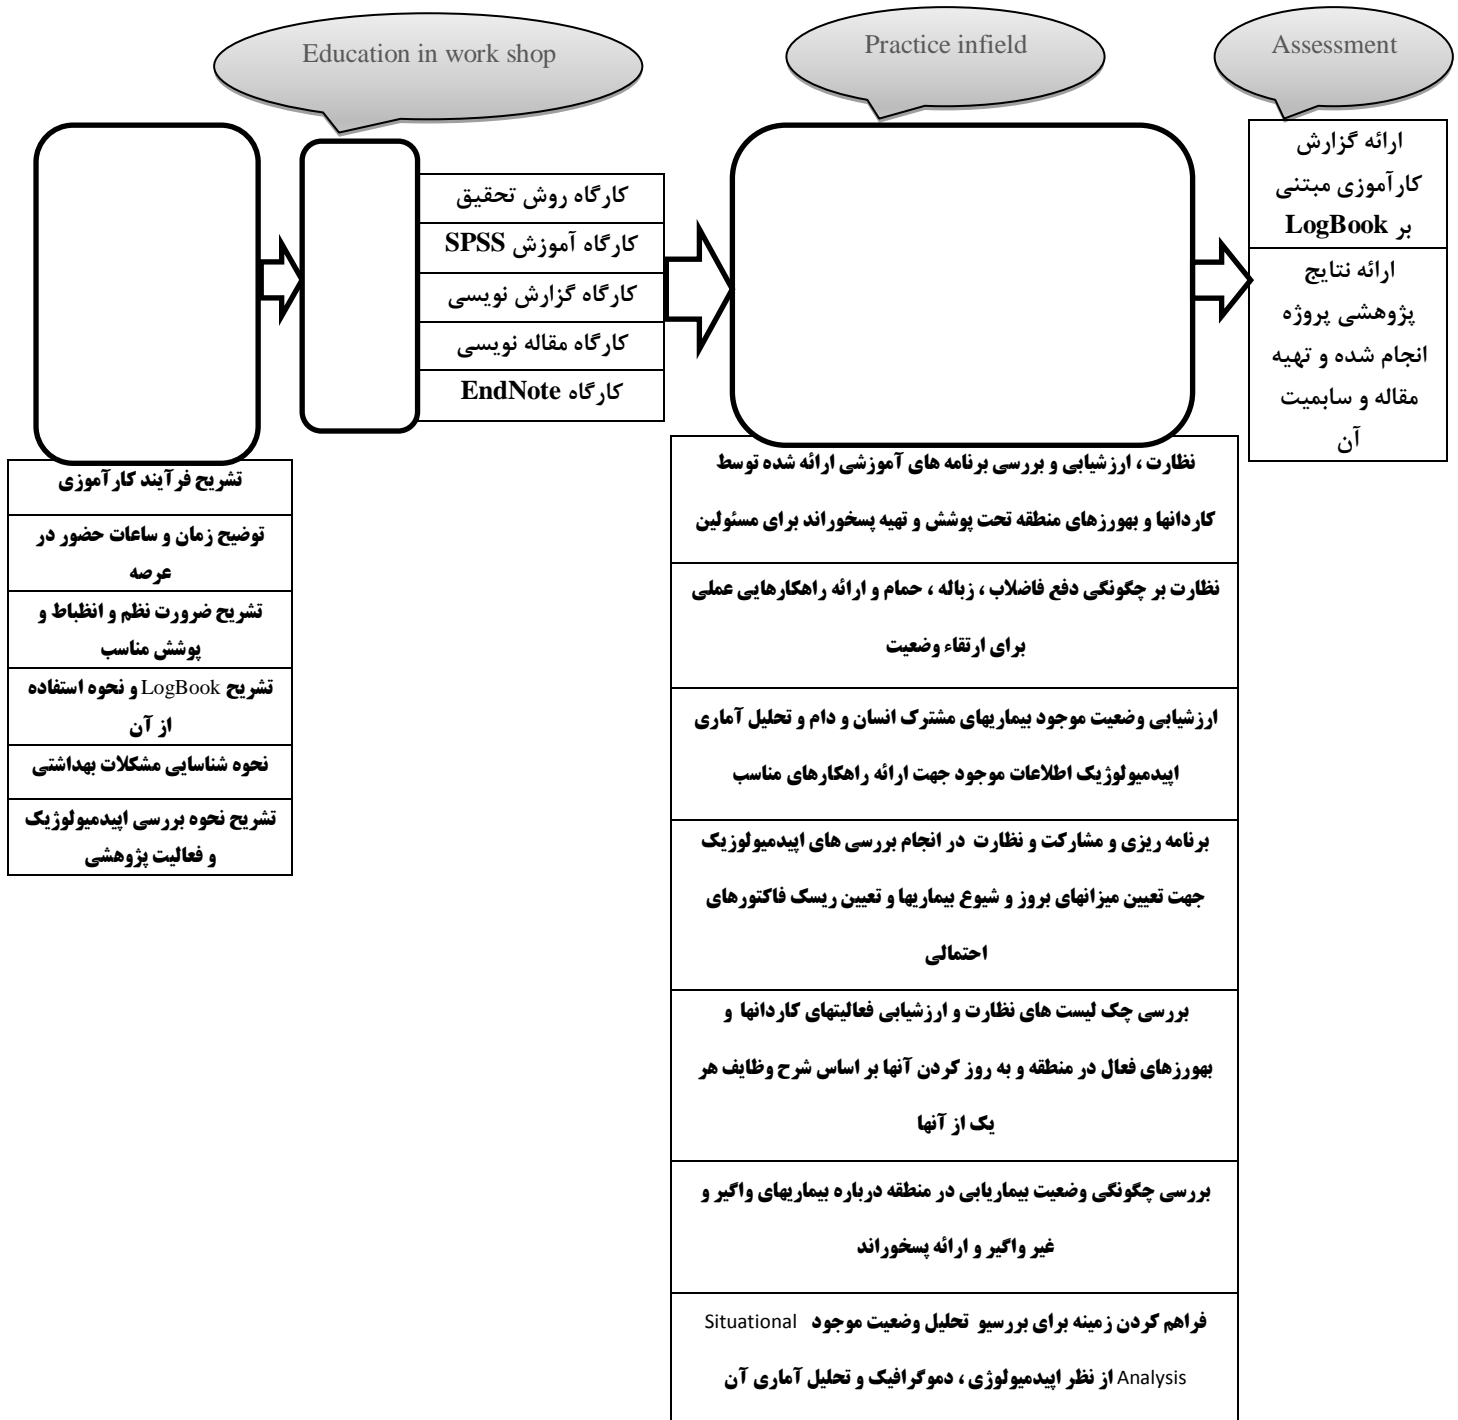 Education in work shop
Practice infield
Assessment
تشریح فرآیند کارآموزی
توضیح زمان و ساعات حضور در
عرصه
تشریح ضرورت نظم و انظباط و
پوشش مناسب
تشریح LogBook و نحوه استفاده
از آن
نحوه شناسایی مشکلات بهداشتی
تشریح نحوه بررسی اپیدمیولوژیک
و فعالیت پژوهشی
کارگاه روش تحقیق
کارگاه آموزش SPSS
کارگاه گزارش نویسی
کارگاه مقاله نویسی
کارگاه EndNote
نظارت ، ارزشیابی و بررسی برنامه های آموزشی ارائه شده توسط
کاردانها و بهورزهای منطقه تحت پوشش و تهیه پسخوراند برای مسئولین
نظارت بر چگونگی دفع فاضلاب ، زباله ، حمام و ارائه راهکارهایی عملی
برای ارتقاء وضعیت
ارزشیابی وضعیت موجود بیماریهای مشترک انسان و دام و تحلیل آماری
اپیدمیولوژیک اطلاعات موجود جهت ارائه راهکارهای مناسب
برنامه ریزی و مشارکت و نظارت در انجام بررسی های اپیدمیولوزیک
جهت تعیین میزانهای بروز و شیوع بیماریها و تعیین ریسک فاکتورهای
احتمالی
بررسی چک لیست های نظارت و ارزشیابی فعالیتهای کاردانها و
بهورزهای فعال در منطقه و به روز کردن آنها بر اساس شرح وظایف هر
یک از آنها
بررسی چگونگی وضعیت بیماریابی در منطقه درباره بیماریهای واگیر و
غیر واگیر و ارائه پسخوراند
فراهم کردن زمینه برای بررسیو تحلیل وضعیت موجود Situational
Analysis از نظر اپیدمیولوژی ، دموگرافیک و تحلیل آماری آن
ارائه گزارش
کارآموزی مبتنی
بر LogBook
ارائه نتایج
پژوهشی پروژه
انجام شده و تهیه
مقاله و سابمیت
آن